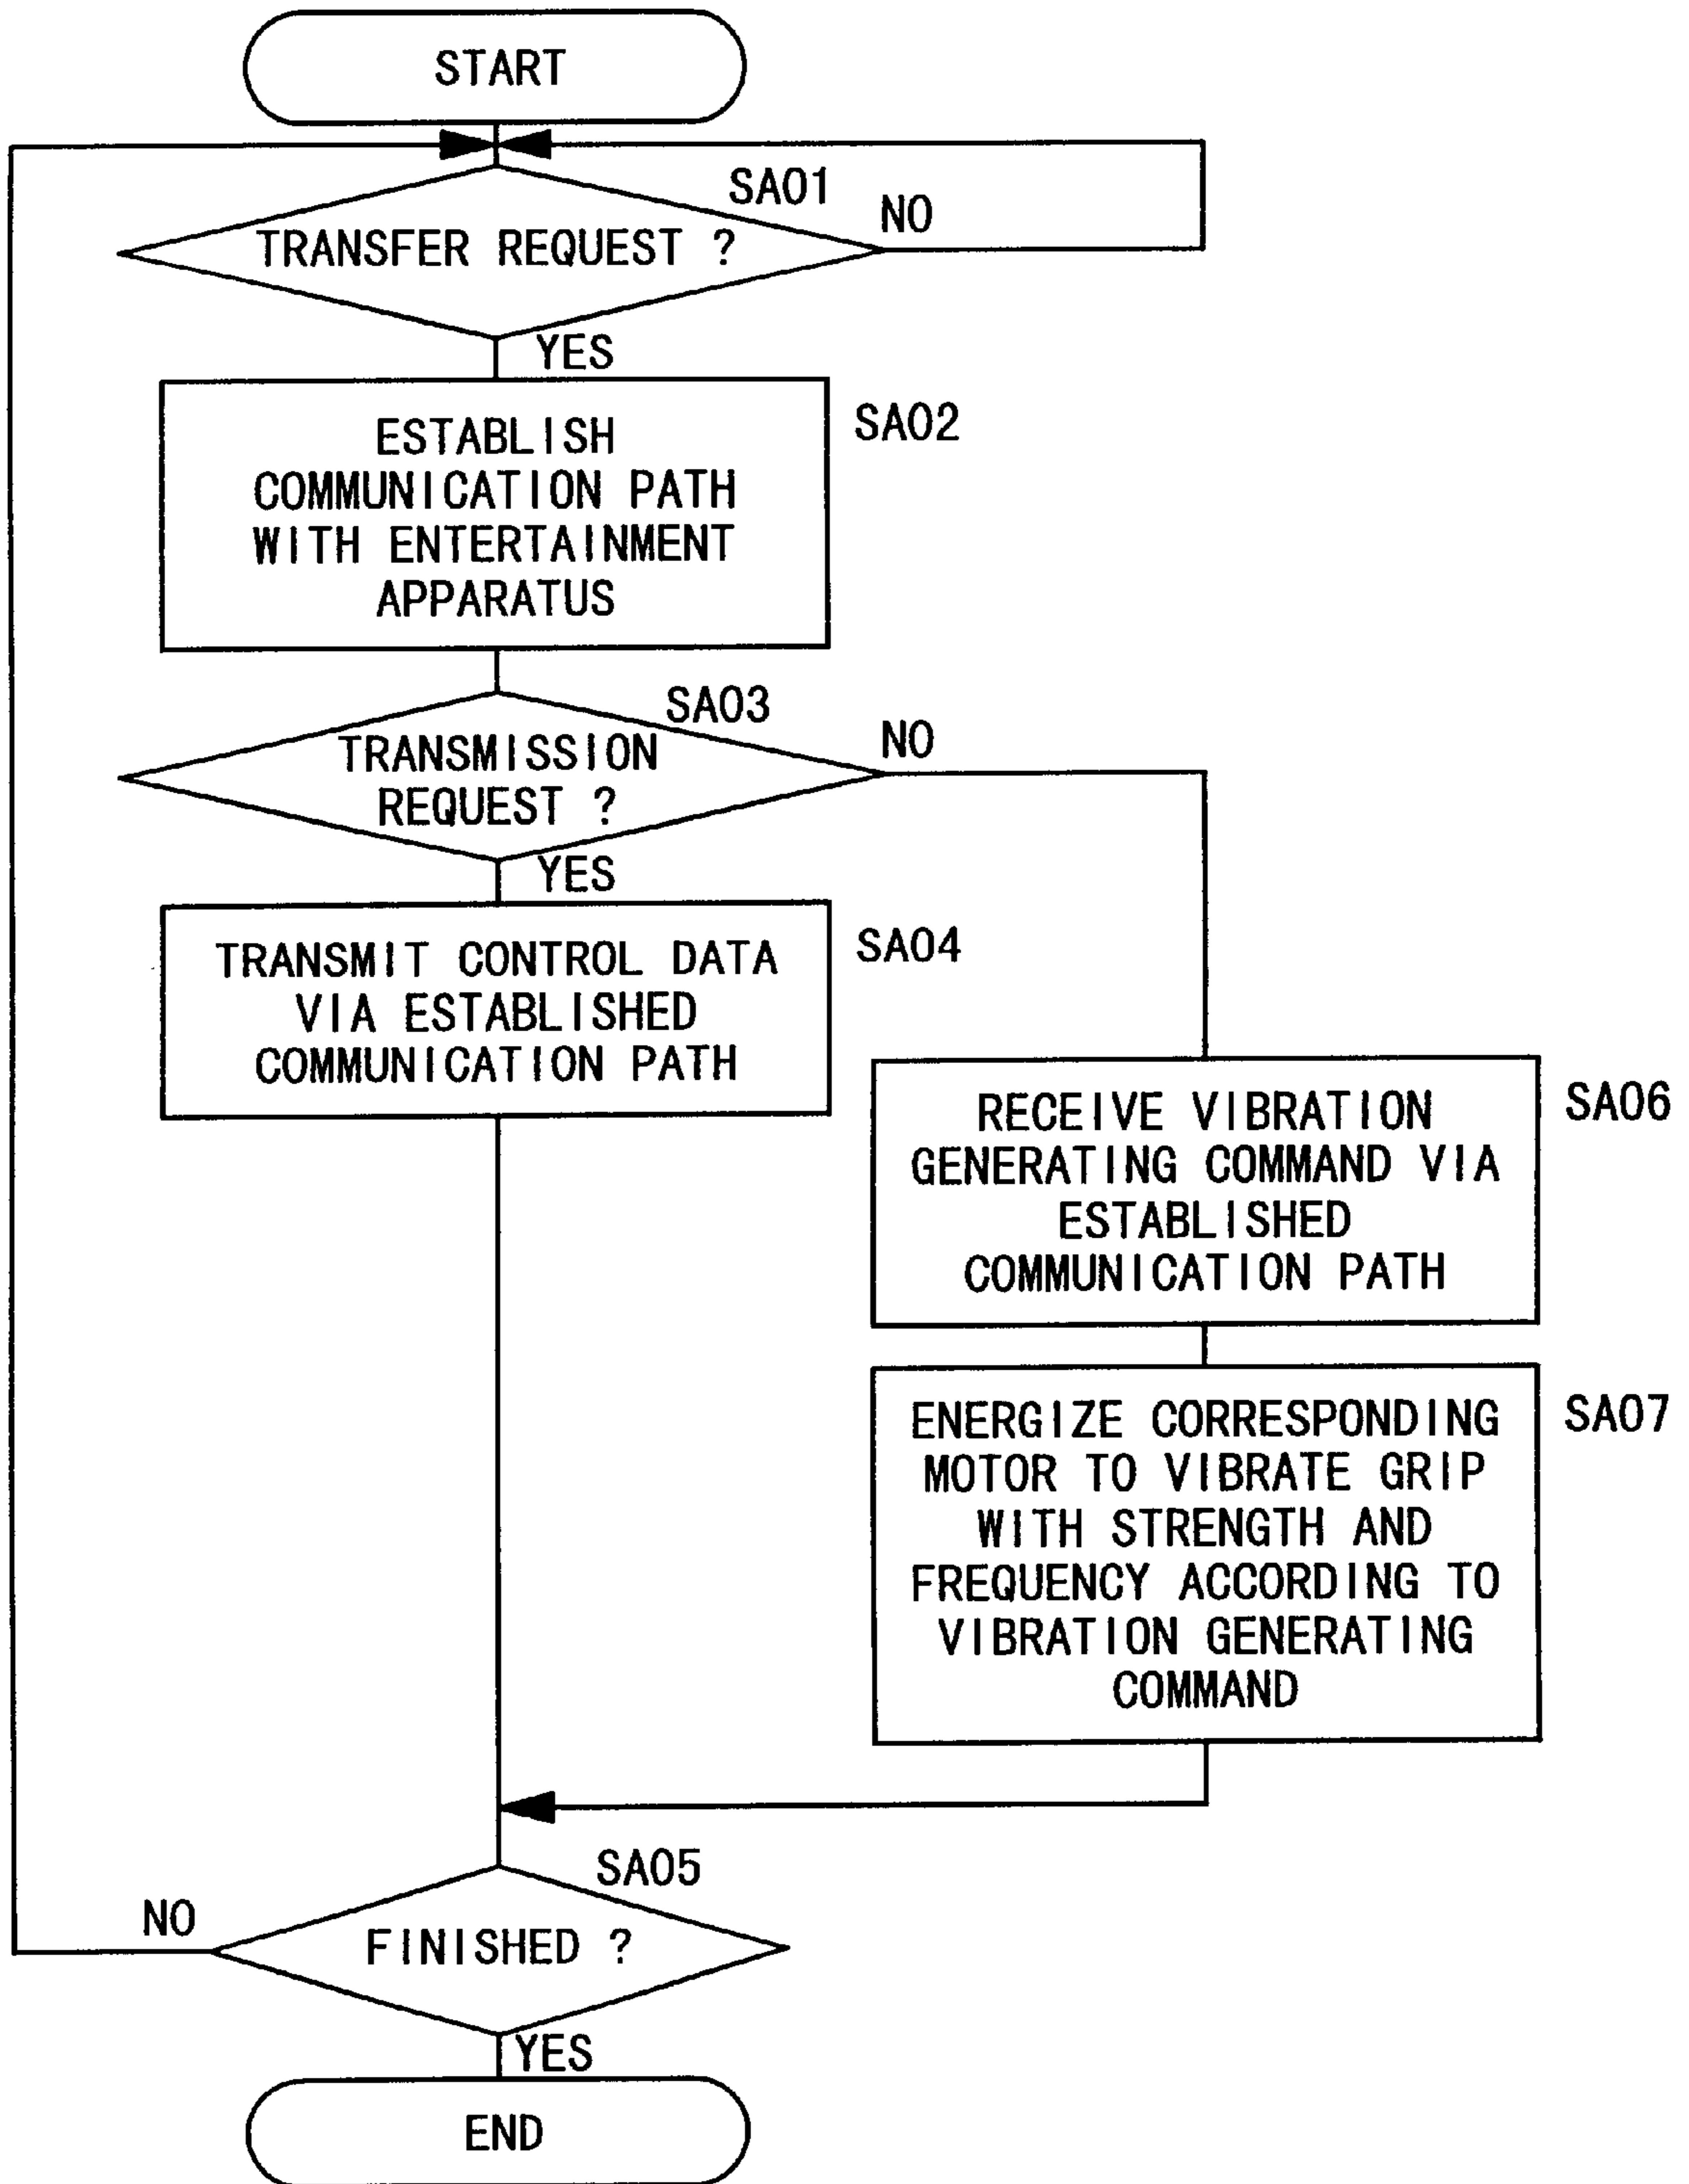 START
SA01
NO
TRANSFER REQUEST ?
YES
ESTABLISH
COMMUNICATION PATH
WITH ENTERTAINMENT
APPARATUS
SA02
SA03
NO
TRANSMISSION
REQUEST ?
YES
TRANSMIT CONTROL DATA
VIA ESTABLISHED
COMMUNICATION PATH
SA04
RECEIVE VIBRATION
GENERATING COMMAND VIA
ESTABLISHED
COMMUNICATION PATH
SA06
ENERGIZE CORRESPONDING
MOTOR TO VIBRATE GRIP
WITH STRENGTH AND
FREQUENCY ACCORDING TO
VIBRATION GENERATING
COMMAND
SA07
SA05
NO
FINISHED ?
YES
END